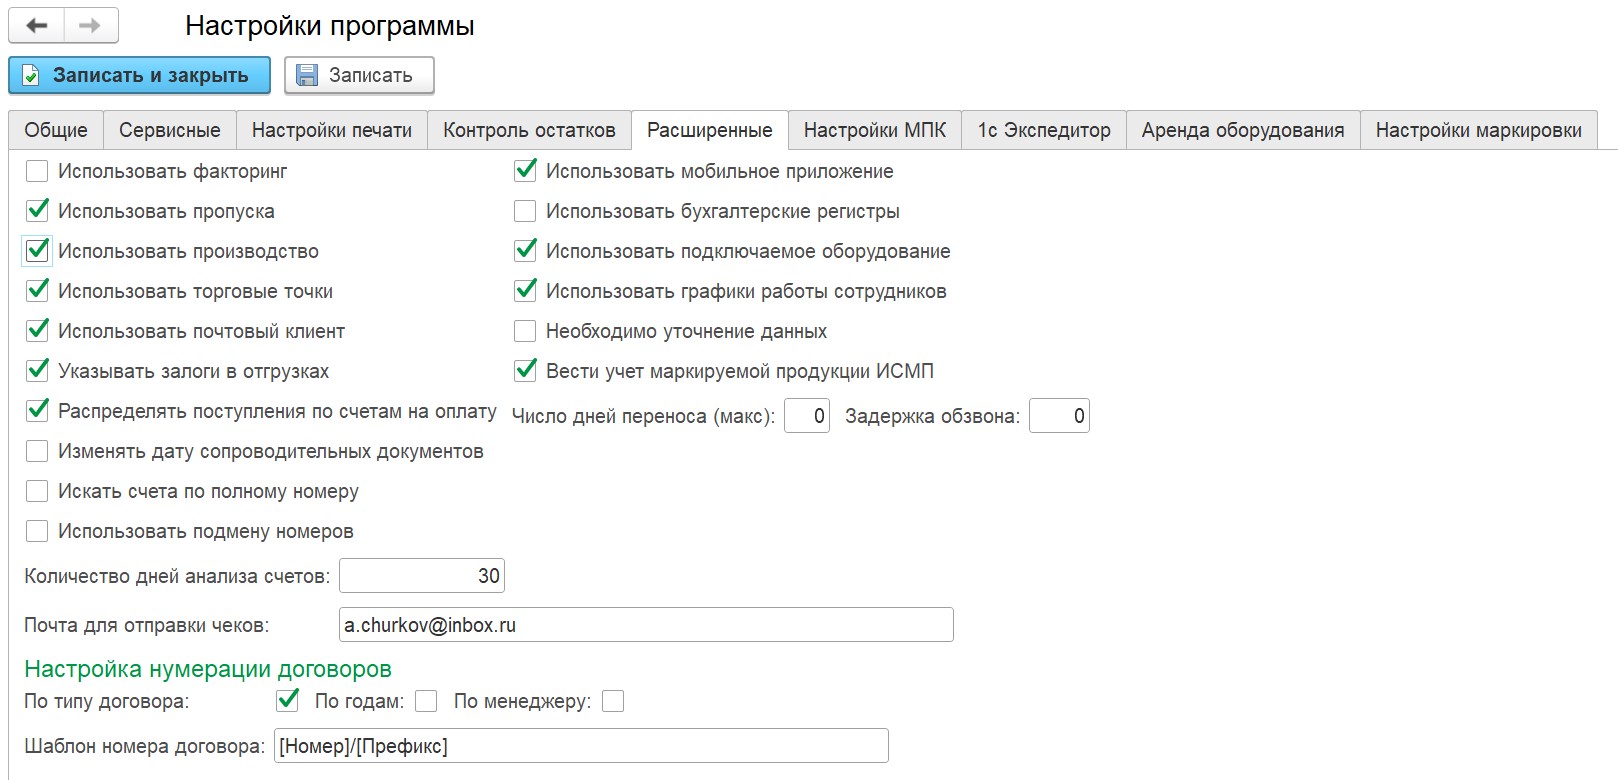 Настройки программы
Записать и закрыть Записать
Общие Сервисные Настройки печати Контроль остатков Расширенные Настройки МПК 1с Экспедитор Аренда оборудования Настройки маркировки
Использовать факторинг Использовать мобильное приложение
Использовать пропуска Использовать бухгалтерские регистры
Использовать производство Использовать подключаемое оборудование
Использовать торговые точки Использовать графики работы сотрудников
Использовать почтовый клиент Необходимо уточнение данных
Указывать залоги в отгрузках Вести учет маркируемой продукции ИСМП
Распределять поступления по счетам на оплату Число дней переноса (макс): 0 Задержка обзвона: 0
Изменять дату сопроводительных документов
Искать счета по полному номеру
Использовать подмену номеров
Количество дней анализа счетов: 30
Почта для отправки чеков: a.churkov@inbox.ru
Настройка нумерации договоров
По типу договора: По годам: По менеджеру:
Шаблон номера договора: [Номер]/[Префикс]